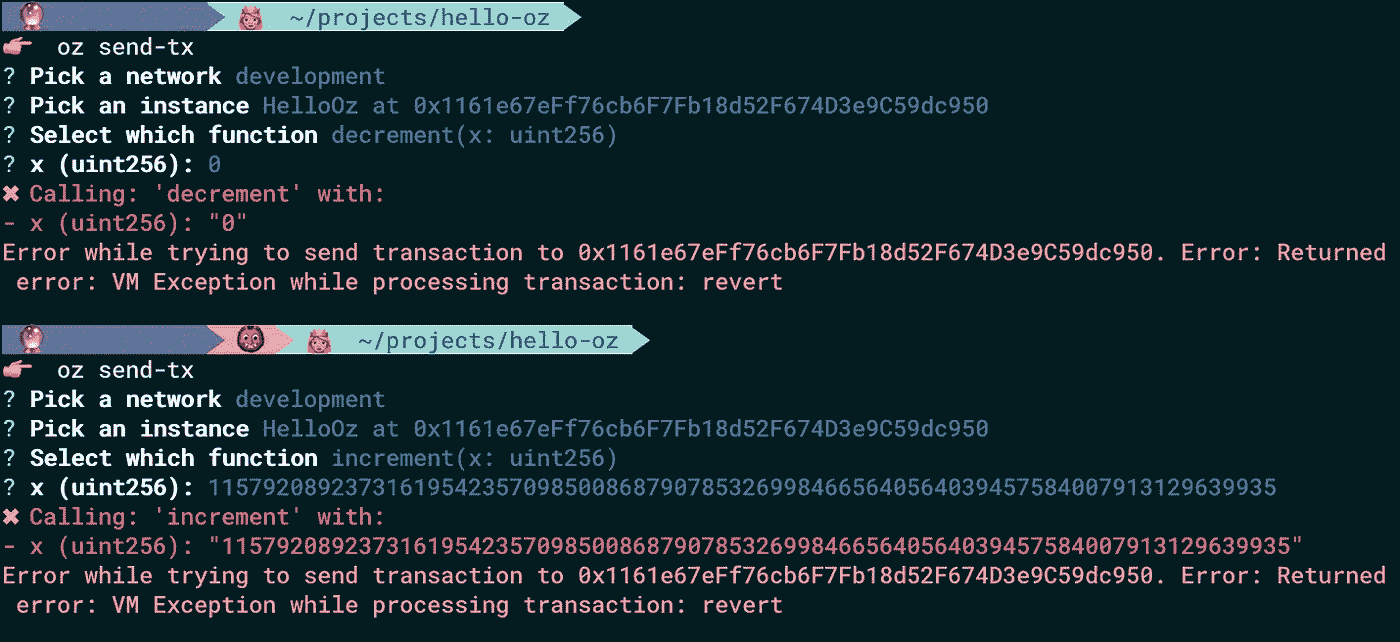 ~/projects/hello-oz
oz send-tx
? Pick a network development
? Pick an instance HelloOz at 0x1161e67eFf76cb6F7Fb18d52F674D3e9C59dc950
? Select which function decrement(x: uint256)
? x (uint256): 0
✖ Calling: 'decrement' with:
- x (uint256): "0"
Error while trying to send transaction to 0x1161e67eFf76cb6F7Fb18d52F674D3e9C59dc950. Error: Returned
error: VM Exception while processing transaction: revert
~/projects/hello-oz
oz send-tx
? Pick a network development
? Pick an instance HelloOz at 0x1161e67eFf76cb6F7Fb18d52F674D3e9C59dc950
? Select which function increment(x: uint256)
? x (uint256): 115792089237316195423570985008687907853269984665640564039457584007913129639935
✖ Calling: 'increment' with:
- x (uint256): "115792089237316195423570985008687907853269984665640564039457584007913129639935"
Error while trying to send transaction to 0x1161e67eFf76cb6F7Fb18d52F674D3e9C59dc950. Error: Returned
error: VM Exception while processing transaction: revert